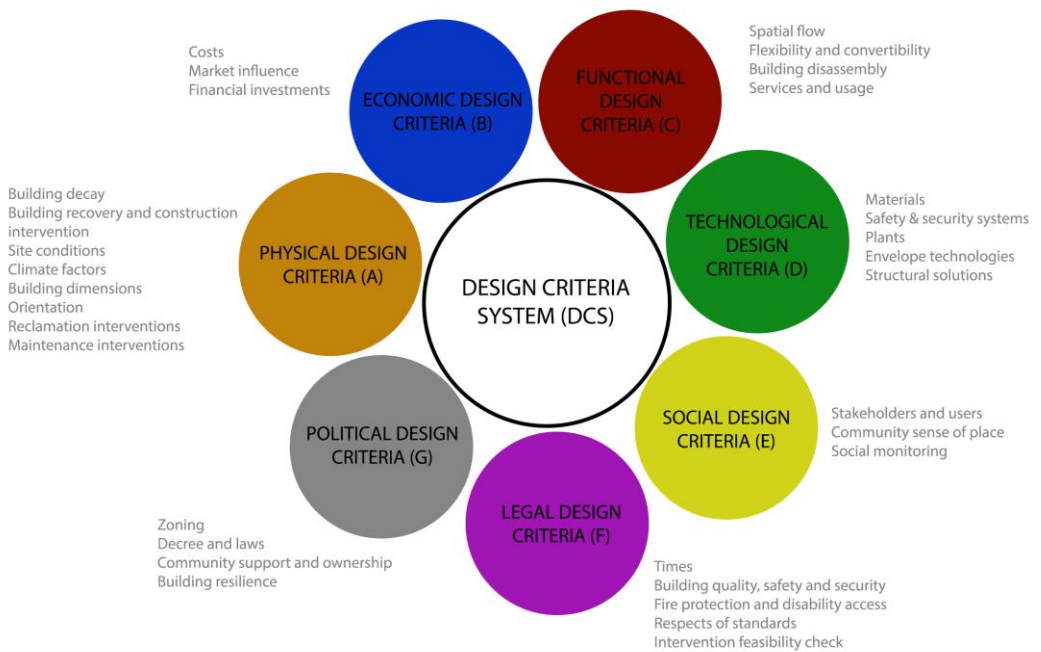 Costs
Market influence
Financial investments
ECONOMIC DESIGN
CRITERIA (B)
FUNCTIONAL
DESIGN
CRITERIA (C)
Spatial flow
Flexibility and convertibility
Building disassembly
Services and usage
Building decay
Building recovery and construction
intervention
Site conditions
Climate factors
Building dimensions
Orientation
Reclamation interventions
Maintenance interventions
PHYSICAL DESIGN
CRITERIA (A)
DESIGN CRITERIA
SYSTEM (DCS)
TECHNOLOGICAL
DESIGN
CRITERIA (D)
Materials
Safety & security systems
Plants
Envelope technologies
Structural solutions
POLITICAL DESIGN
CRITERIA (G)
SOCIAL DESIGN
CRITERIA (E)
Stakeholders and users
Community sense of place
Social monitoring
Zoning
Decree and laws
Community support and ownership
Building resilience
LEGAL DESIGN
CRITERIA (F)
Times
Building quality, safety and security
Fire protection and disability access
Respects of standards
Intervention feasibility check